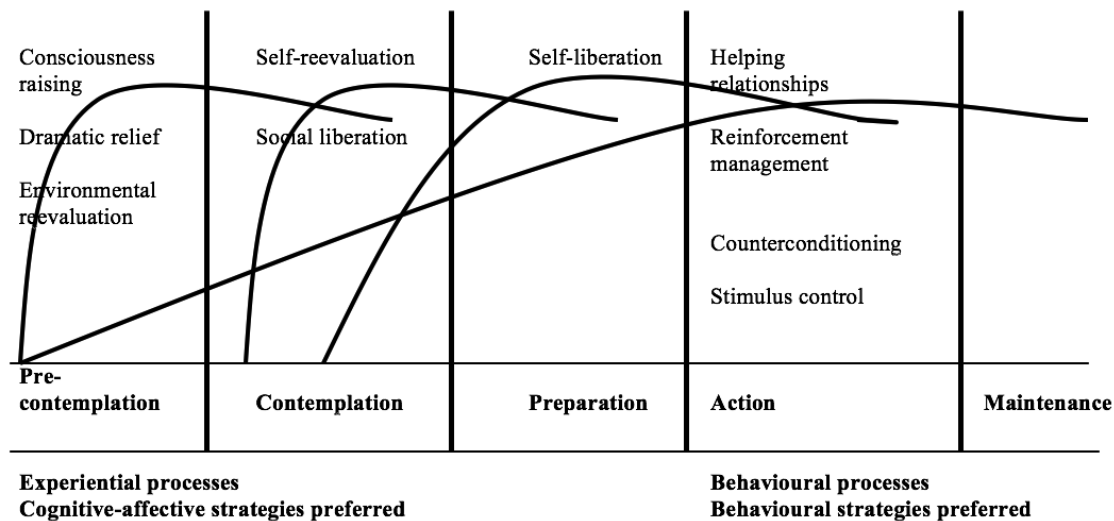 Consciousness
raising
Dramatic relief
Environmental
reevaluation
Self-reevaluation
Social liberation
Self-liberation
Helping
relationships
Reinforcement
management
Counterconditioning
Stimulus control
Pre-
contemplation
Contemplation
Preparation
Action
Maintenance
Experiential processes
Cognitive-affective strategies preferred
Behavioural processes
Behavioural strategies preferred